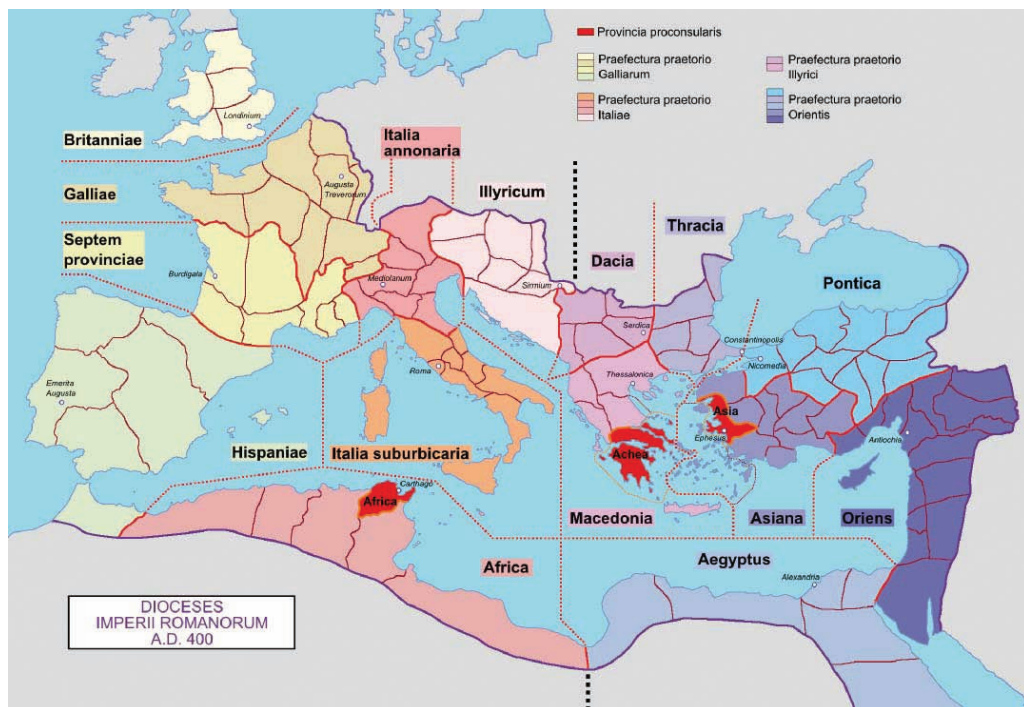 Provincia proconsularis
Praefectura praetorio
Galliarum
Praefectura praetorio
Italiae
Praefectura praetorio
Illyrici
Praefectura praetorio
Orientis
Londinium
Britanniae
Italia
annonaria
Galliae
Augusta
Treverorum
Illyricum
Septem
provinciae
Thracia
Dacia
Pontica
Burdigala
Mediolanum
Sirmium
Serdica
Constantinopolis
Nicomedia
Thessalonica
Roma
Emerita
Augusta
Asia
Ephesus
Antiochia
Achea
Hispaniae
Italia suburbicaria
Carthago
Africa
Macedonia
Asiana
Oriens
Africa
Aegyptus
Alexandria
DIOCESES
IMPERII ROMANORUM
A.D. 400